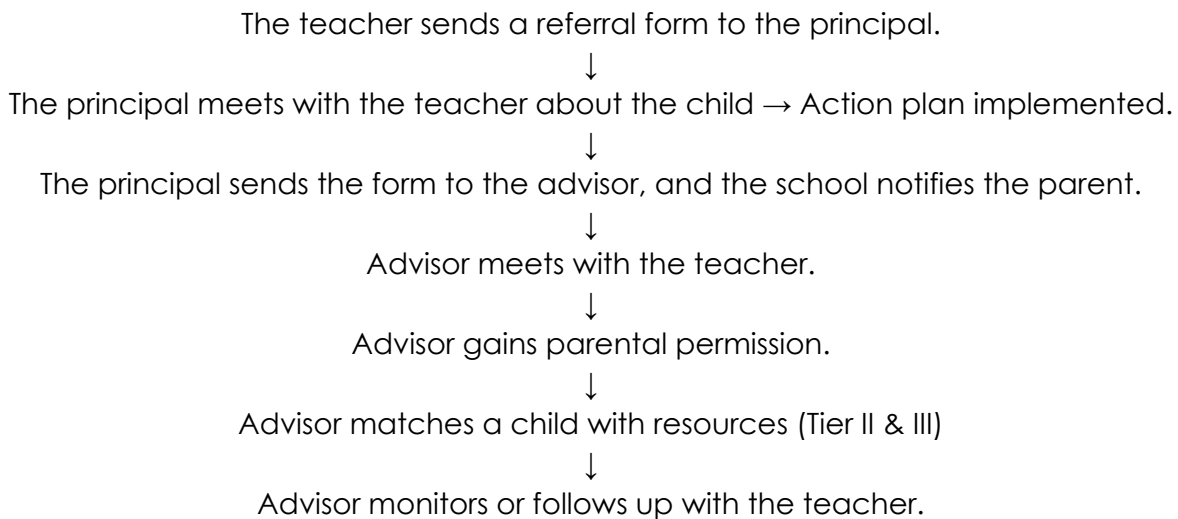 The teacher sends a referral form to the principal.
↓
The principal meets with the teacher about the child → Action plan implemented.
↓
The principal sends the form to the advisor, and the school notifies the parent.
↓
Advisor meets with the teacher.
↓
Advisor gains parental permission.
↓
Advisor matches a child with resources (Tier II & III)
↓
Advisor monitors or follows up with the teacher.